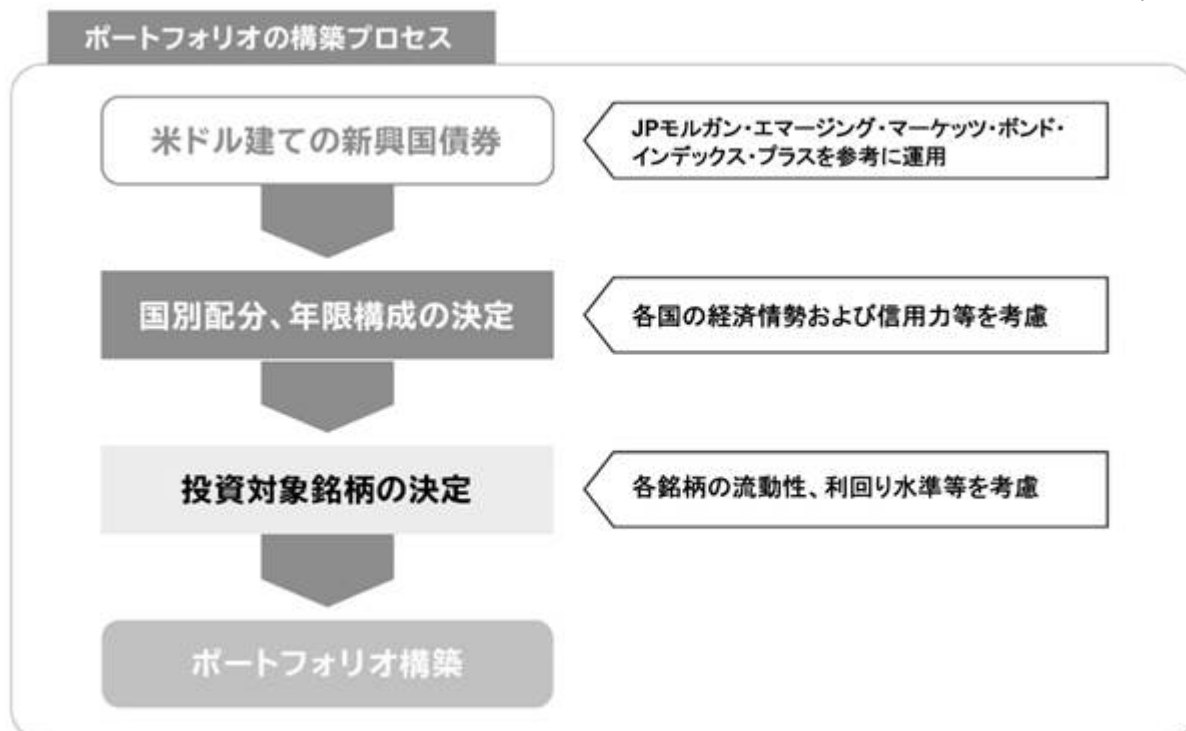 ポートフォリオの構築プロセス
米ドル建ての新興国債券
JPモルガン・エマージング・マーケッツ・ボンド・
インデックス・プラスを参考に運用
国別配分、年限構成の決定
各国の経済情勢および信用力等を考慮
投資対象銘柄の決定
各銘柄の流動性、利回り水準等を考慮
ポートフォリオ構築